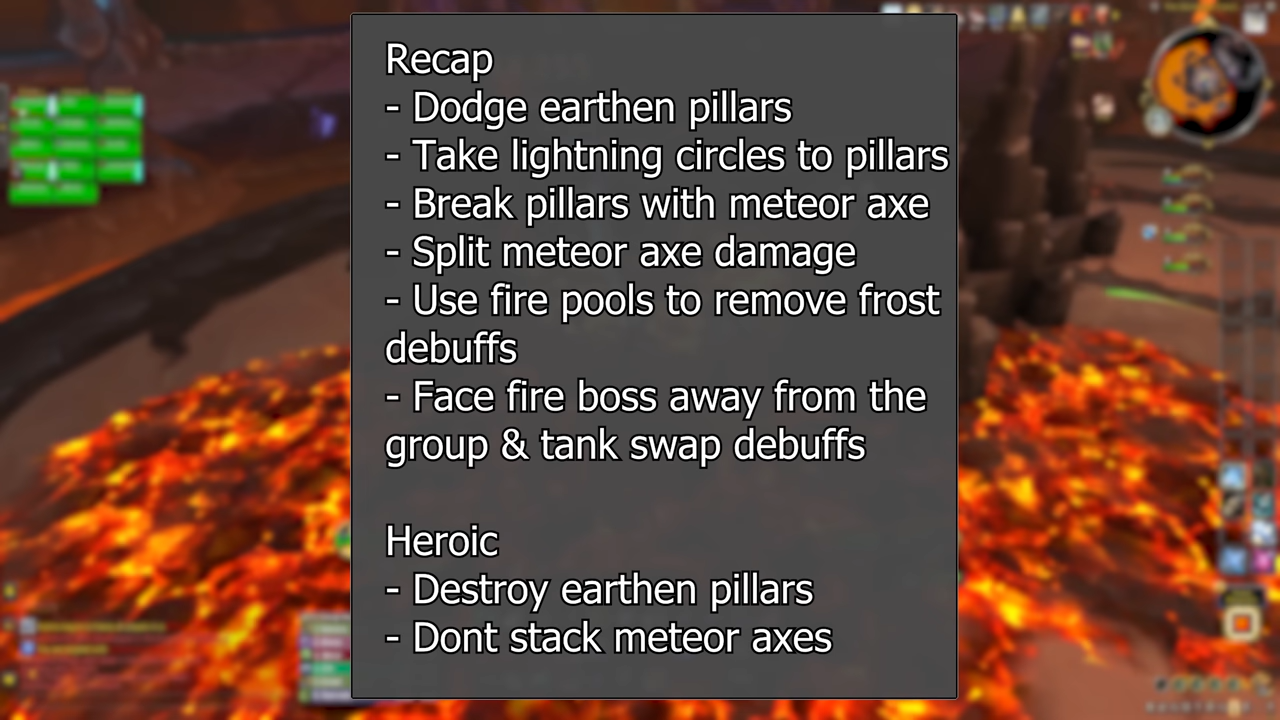 Recap
- Dodge earthen pillars
- Take lightning circles to pillars
- Break pillars with meteor axe
- Split meteor axe damage
- Use fire pools to remove frost
debuffs
- Face fire boss away from the
group & tank swap debuffs
Heroic
- Destroy earthen pillars
- Dont stack meteor axes